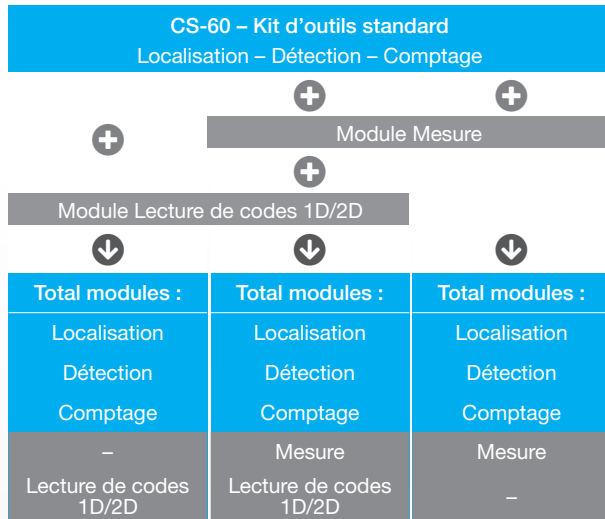 CS-60 – Kit d’outils standard
Localisation – Détection – Comptage
Module Mesure
Module Lecture de codes 1D/2D
Total modules :
Total modules :
Total modules :
Localisation
Localisation
Localisation
Détection
Détection
Détection
Comptage
Comptage
Comptage
–
Mesure
Mesure
Lecture de codes
1D/2D
Lecture de codes
1D/2D
–